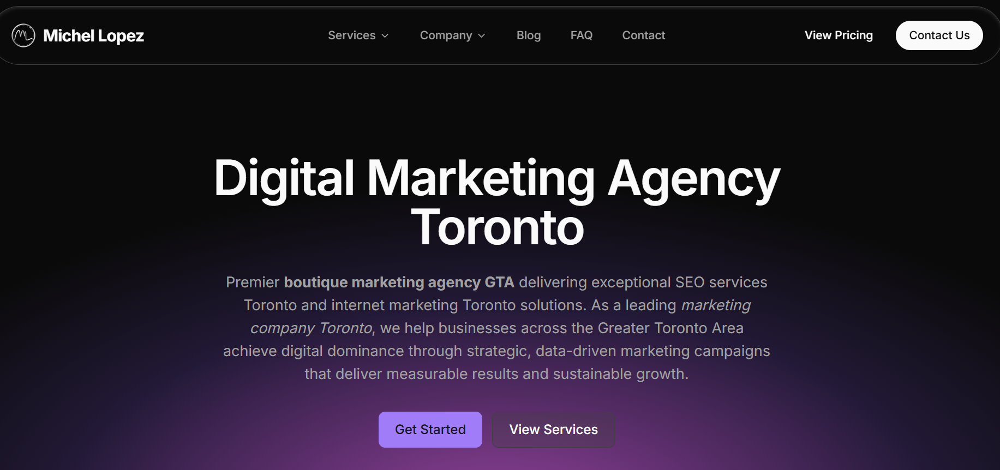 Michel Lopez
Services
Company
Blog
FAQ
Contact
View Pricing
Contact Us
Digital Marketing Agency
Toronto
Premier boutique marketing agency GTA delivering exceptional SEO services
Toronto and internet marketing Toronto solutions. As a leading marketing
company Toronto, we help businesses across the Greater Toronto Area
achieve digital dominance through strategic, data-driven marketing campaigns
that deliver measurable results and sustainable growth.
Get Started
View Services